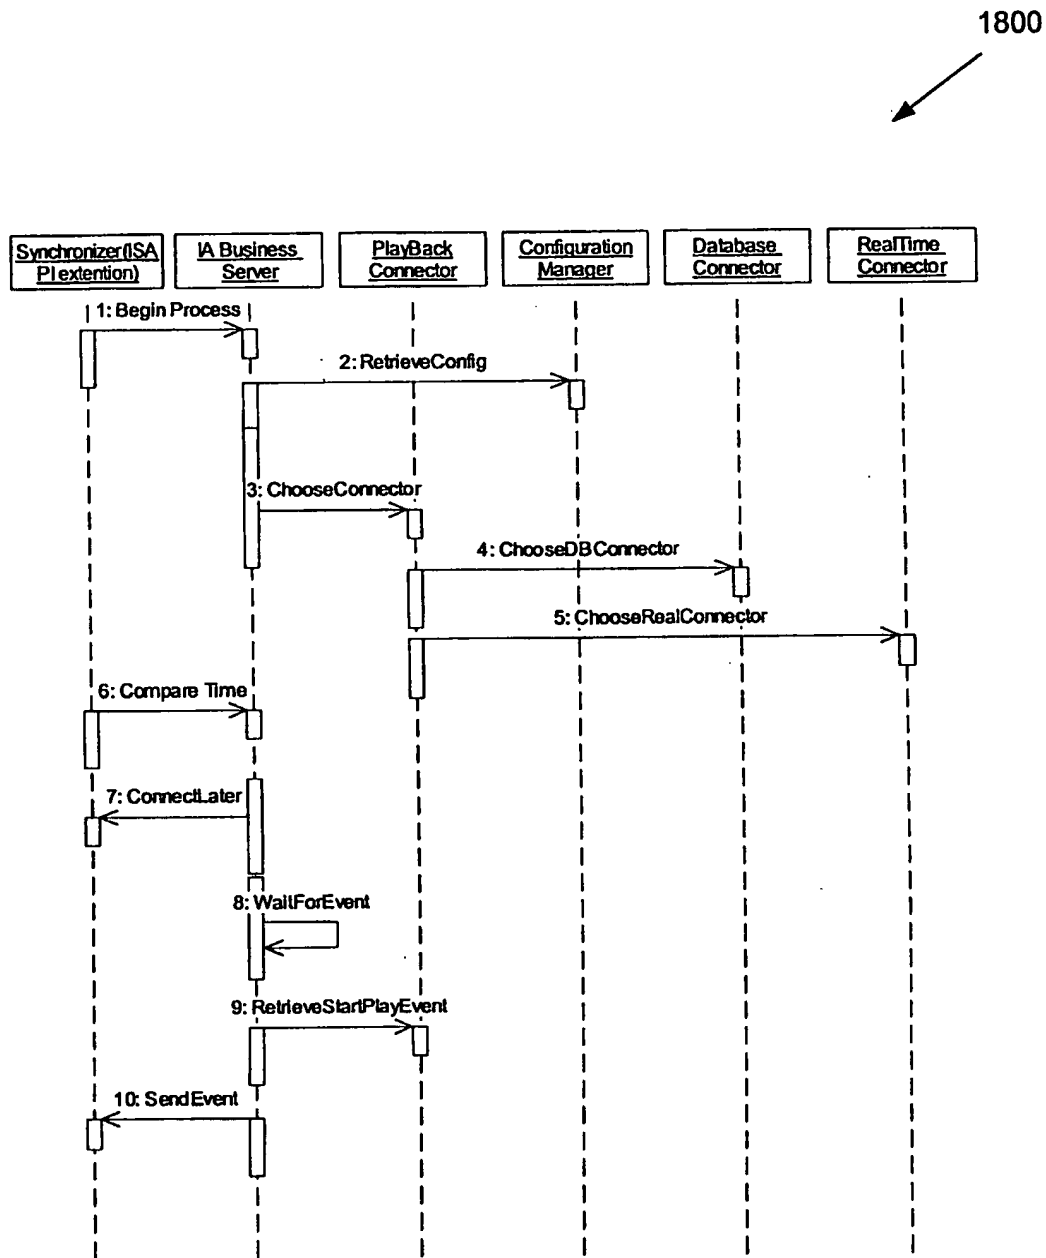 1800
Synchronizer(ISA
PI extention)
IA Business
Server
PlayBack
Connector
Configuration
Manager
Database
Connector
RealTime
Connector
1: Begin Process
2: RetrieveConfig
3: ChooseConnector
4: ChooseDBConnector
5: ChooseRealConnector
6: Compare Time
7: ConnectLater
8: WaitForEvent
9: RetrieveStartPlayEvent
10: SendEvent